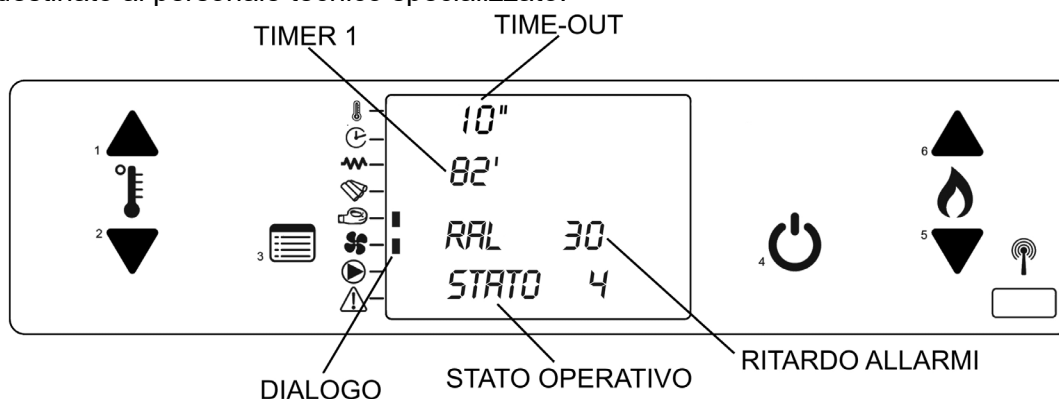 destinato al personale tecnico specializzato.
TIMER 1
TIME-OUT
10"
82'
RAL 30
STATO 4
1
2
3
4
6
5
DIALOGO
STATO OPERATIVO
RITARDO ALLARMI